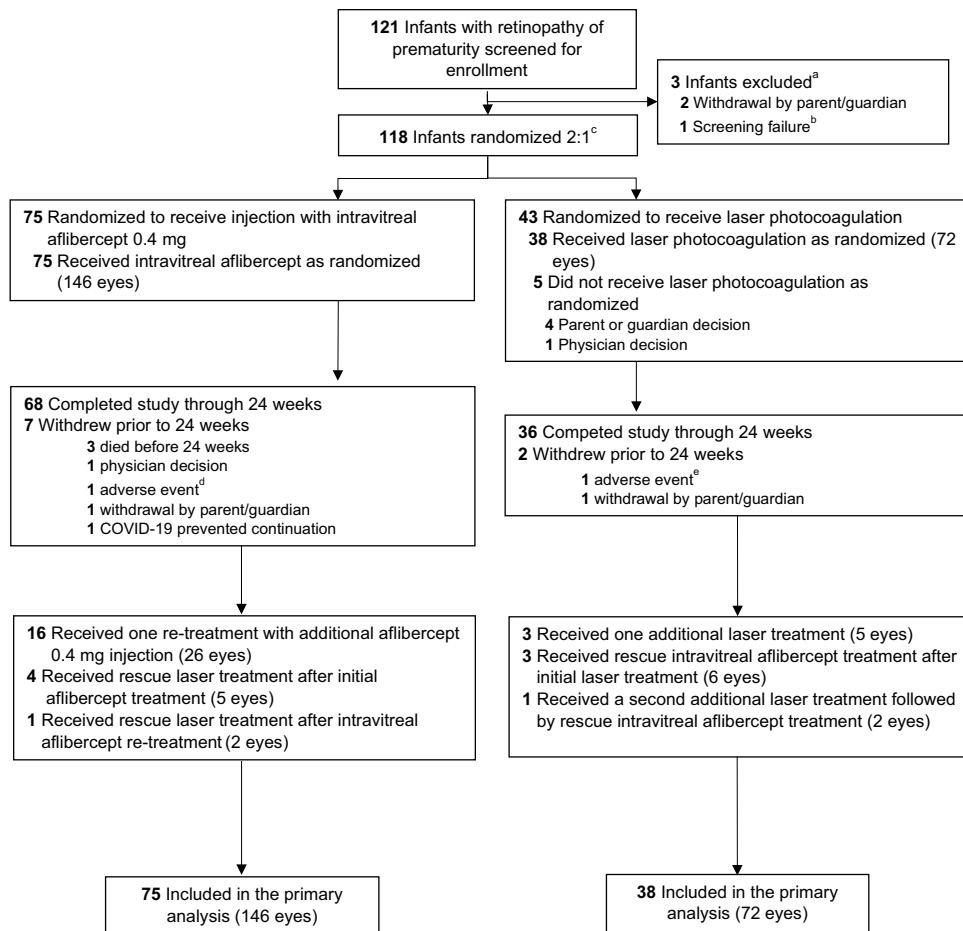 121 Infants with retinopathy of
prematurity screened for
enrollment
3 Infants excludedᵃ
2 Withdrawal by parent/guardian
1 Screening failureᵇ
118 Infants randomized 2:1ᶜ
75 Randomized to receive injection with intravitreal
aflibercept 0.4 mg
75 Received intravitreal aflibercept as randomized
(146 eyes)
43 Randomized to receive laser photocoagulation
38 Received laser photocoagulation as randomized (72
eyes)
5 Did not receive laser photocoagulation as
randomized
4 Parent or guardian decision
1 Physician decision
68 Completed study through 24 weeks
7 Withdrew prior to 24 weeks
3 died before 24 weeks
1 physician decision
1 adverse eventᵈ
1 withdrawal by parent/guardian
1 COVID-19 prevented continuation
36 Competed study through 24 weeks
2 Withdrew prior to 24 weeks
1 adverse eventᵉ
1 withdrawal by parent/guardian
16 Received one re-treatment with additional aflibercept
0.4 mg injection (26 eyes)
4 Received rescue laser treatment after initial
aflibercept treatment (5 eyes)
1 Received rescue laser treatment after intravitreal
aflibercept re-treatment (2 eyes)
3 Received one additional laser treatment (5 eyes)
3 Received rescue intravitreal aflibercept treatment after
initial laser treatment (6 eyes)
1 Received a second additional laser treatment followed
by rescue intravitreal aflibercept treatment (2 eyes)
75 Included in the primary
analysis (146 eyes)
38 Included in the primary
analysis (72 eyes)